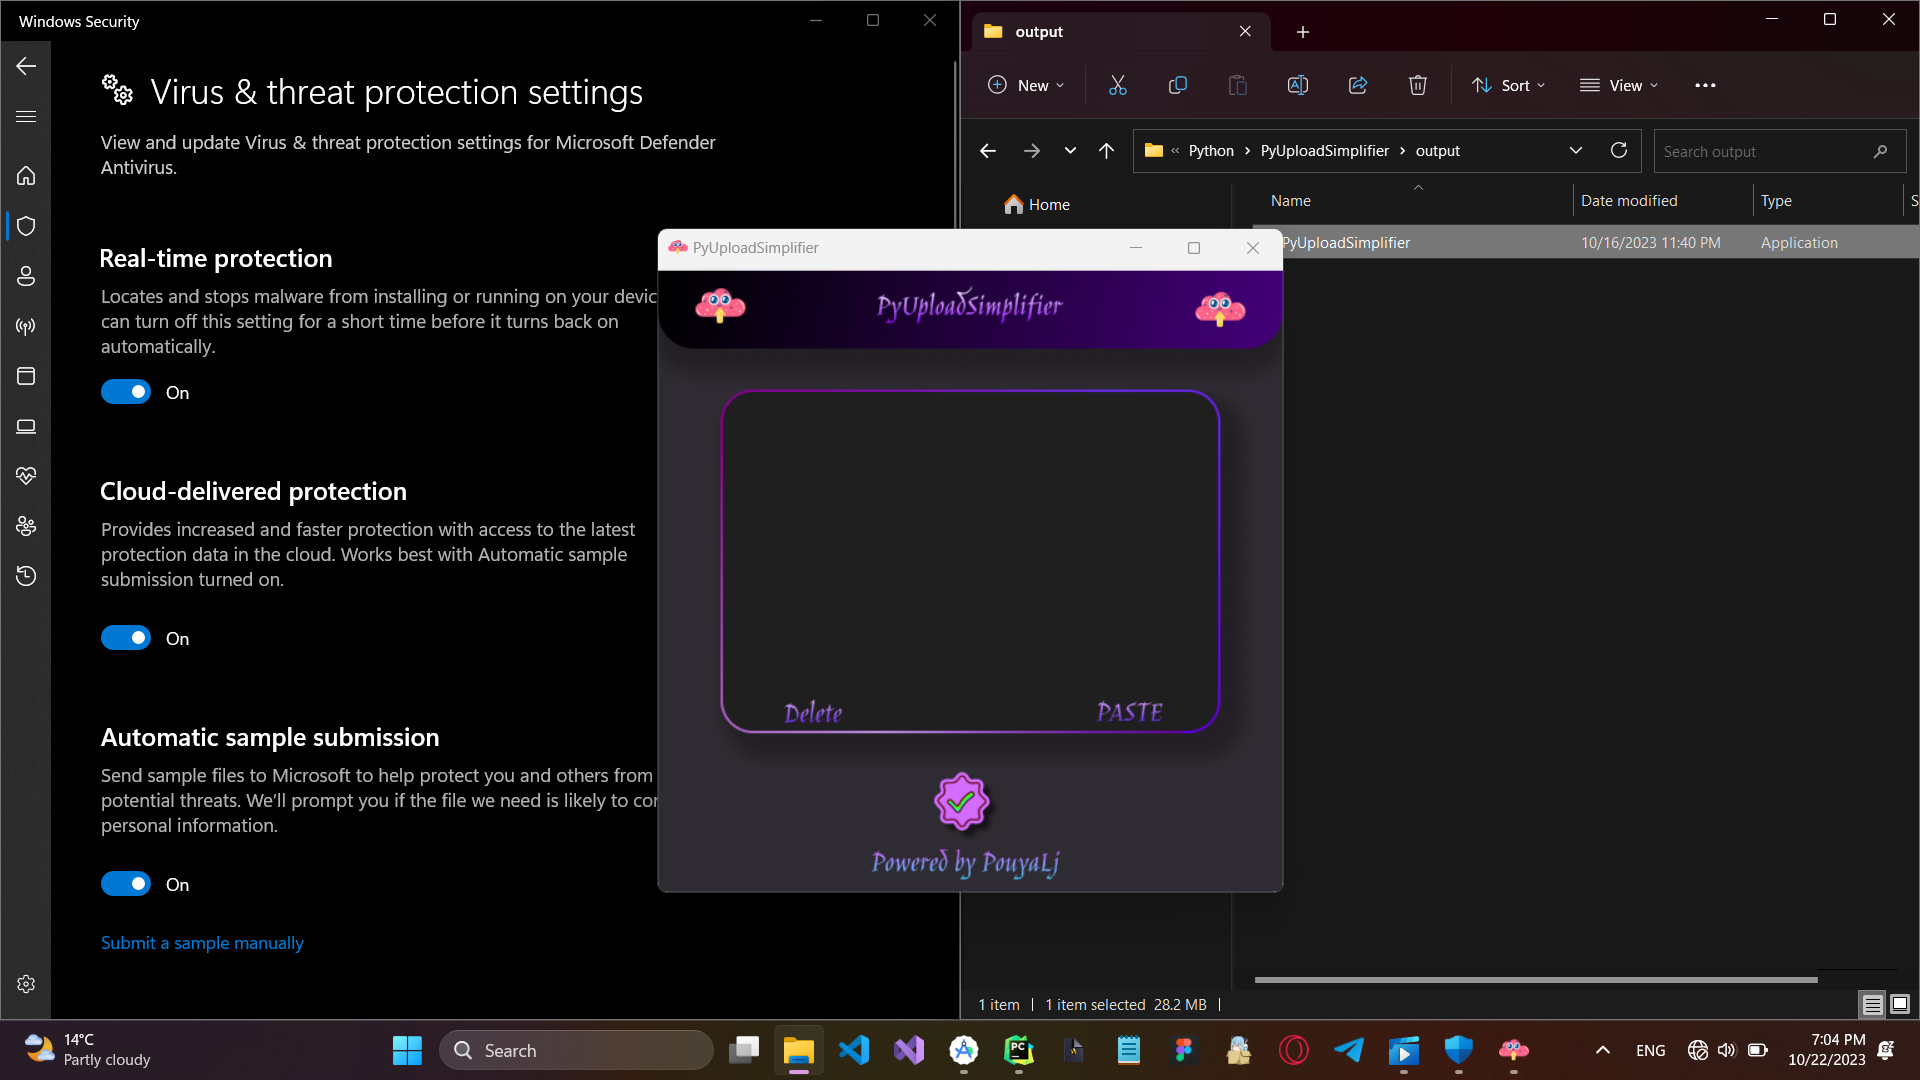 Windows Security
Virus & threat protection settings
View and update Virus & threat protection settings for Microsoft Defender
Antivirus.
Real-time protection
Locates and stops malware from installing or running on your devic
can turn off this setting for a short time before it turns back on
automatically.
On
Cloud-delivered protection
Provides increased and faster protection with access to the latest
protection data in the cloud. Works best with Automatic sample
submission turned on.
On
Automatic sample submission
Send sample files to Microsoft to help protect you and others from
potential threats. We'll prompt you if the file we need is likely to cor
personal information.
On
Submit a sample manually
output
New
Sort
View
« Python > PyUploadSimplifier > output
Search output
Home
Name
Date modified
Type
S
PyUploadSimplifier
10/16/2023 11:40 PM
Application
1 item
1 item selected 28.2 MB
PyUploadSimplifier
PyUploadSimplifier
Delete
PASTE
Powered by PouyaLj
14°C
Partly cloudy
Search
PC
ENG
7:04 PM
10/22/2023